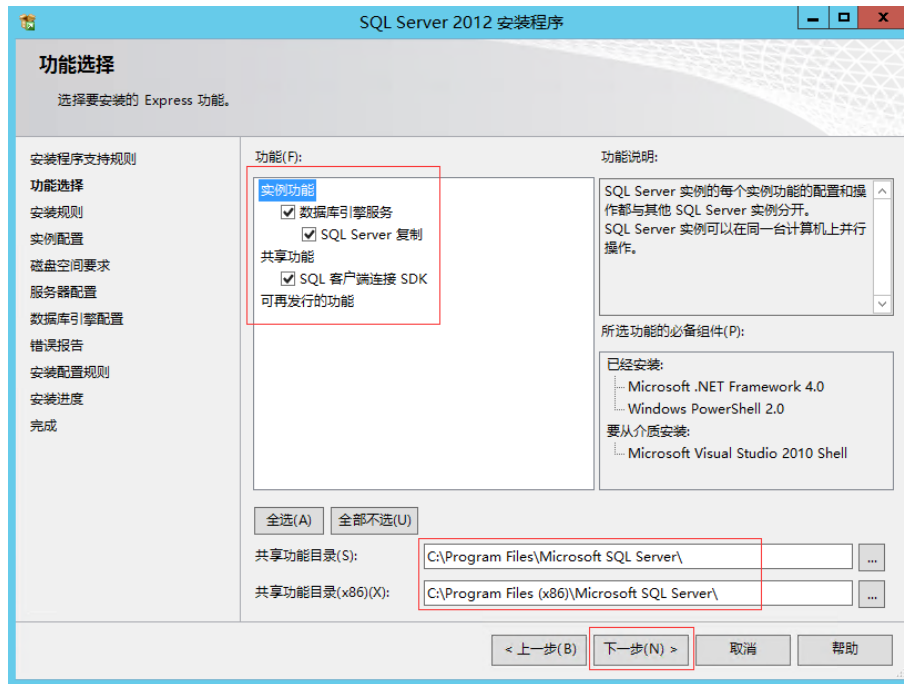 SQL Server 2012 安装程序
功能选择
选择要安装的 Express 功能。
安装程序支持规则
功能选择
安装规则
实例配置
磁盘空间要求
服务器配置
数据库引擎配置
错误报告
安装配置规则
安装进度
完成
功能(F):
实例功能
数据库引擎服务
SQL Server 复制
共享功能
SQL 客户端连接 SDK
可再发行的功能
功能说明:
SQL Server 实例的每个实例功能的配置和操
作都与其他 SQL Server 实例分开。
SQL Server 实例可以在同一台计算机上并行
操作。
所选功能的必备组件(P):
已经安装:
Microsoft .NET Framework 4.0
Windows PowerShell 2.0
要从介质安装:
Microsoft Visual Studio 2010 Shell
全选(A)
全部不选(U)
共享功能目录(S):
C:\Program Files\Microsoft SQL Server\
...
共享功能目录(x86)(X):
C:\Program Files (x86)\Microsoft SQL Server\
...
< 上一步(B)
下一步(N) >
取消
帮助